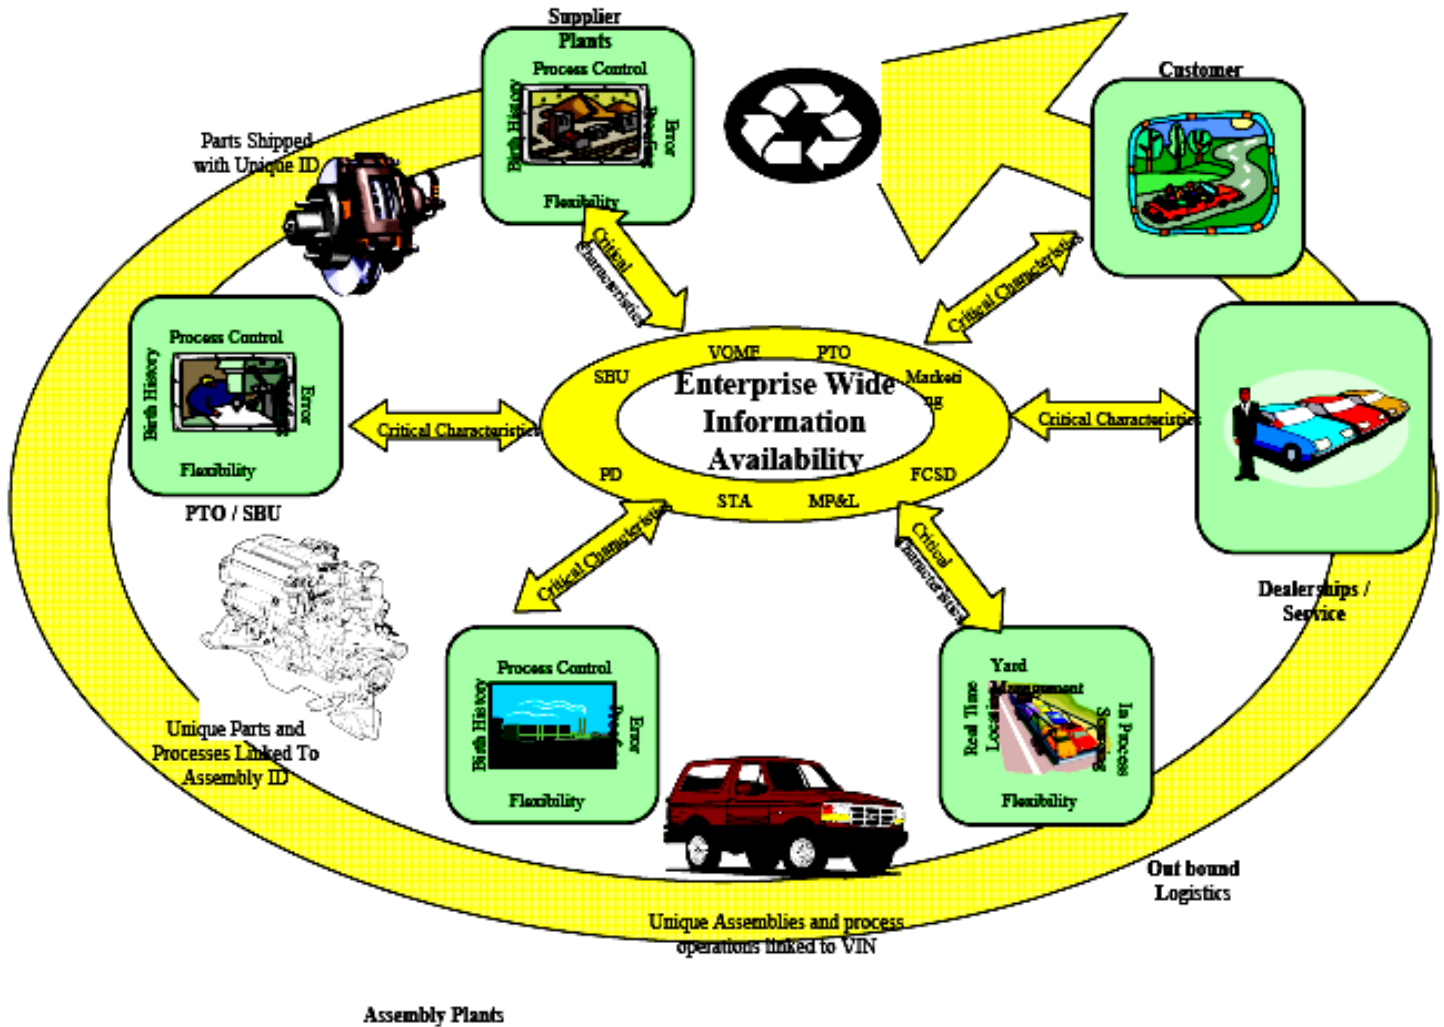 Supplier
Plants
Process Control
Birth History
Error
Flexibility
Customer
Parts Shipped
with Unique ID
Critical
Characteristics
Critical Characteristics
Process Control
Birth History
Error
Flexibility
PTO / SBU
VOMF
PTO
SBU
Marketi
ng
Enterprise Wide
Information
Availability
PD
FCSD
STA
MP&L
Critical Characteristics
Critical Characteristics
Critical Characteristics
Critical
Characteristics
Dealerships /
Service
Process Control
Birth History
Error
Flexibility
Yard
Management
Real Time
Location
In Process
Flexibility
Unique Parts and
Processes Linked To
Assembly ID
Out bound
Logistics
Unique Assemblies and process
operations linked to VIN
Assembly Plants